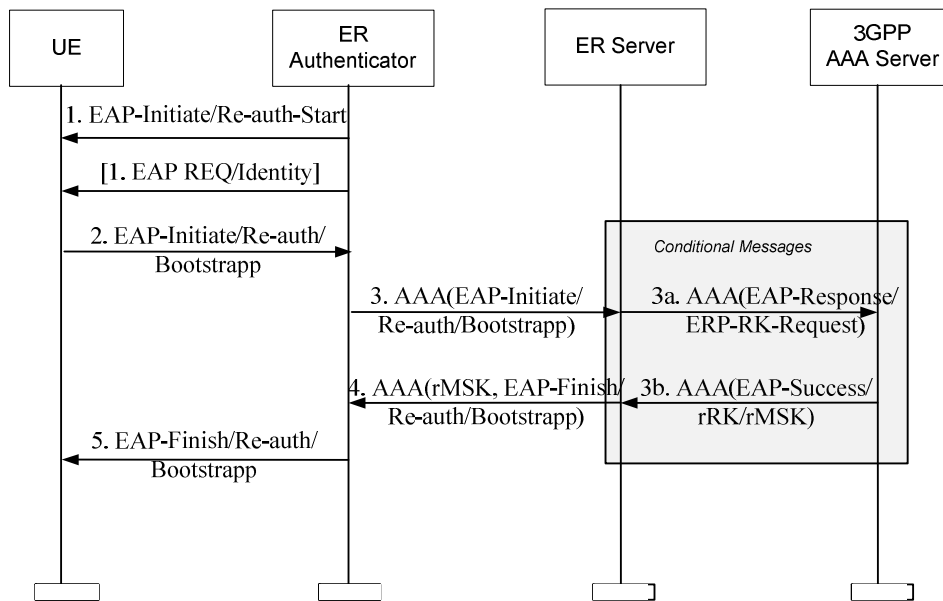 UE
ER
Authenticator
ER Server
3GPP
AAA Server
1. EAP-Initiate/Re-auth-Start
[1. EAP REQ/Identity]
2. EAP-Initiate/Re-auth/
Bootstrapp
Conditional Messages
3. AAA(EAP-Initiate/
Re-auth/Bootstrapp)
3a. AAA(EAP-Response/
ERP-RK-Request)
4. AAA(rMSK, EAP-Finish/
Re-auth/Bootstrapp)
3b. AAA(EAP-Success/
rRK/rMSK)
5. EAP-Finish/Re-auth/
Bootstrapp